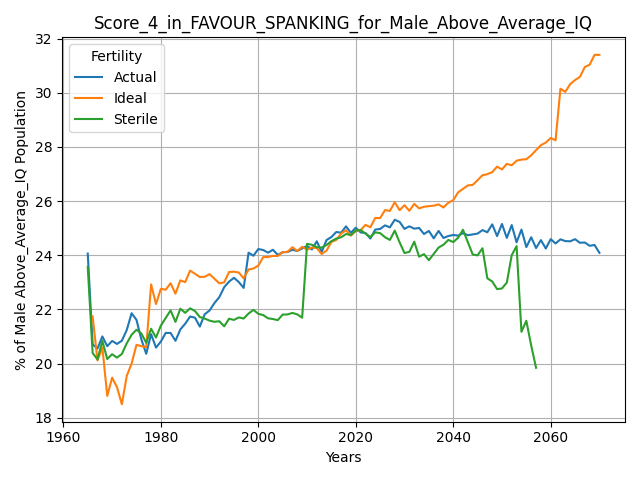 Score_4_in_FAVOUR_SPANKING_for_Male_Above_Average_IQ
Fertility
Actual
Ideal
Sterile
% of Male Above_Average_IQ Population
32
30
28
26
24
22
20
18
1960
1980
2000
2020
2040
2060
Years